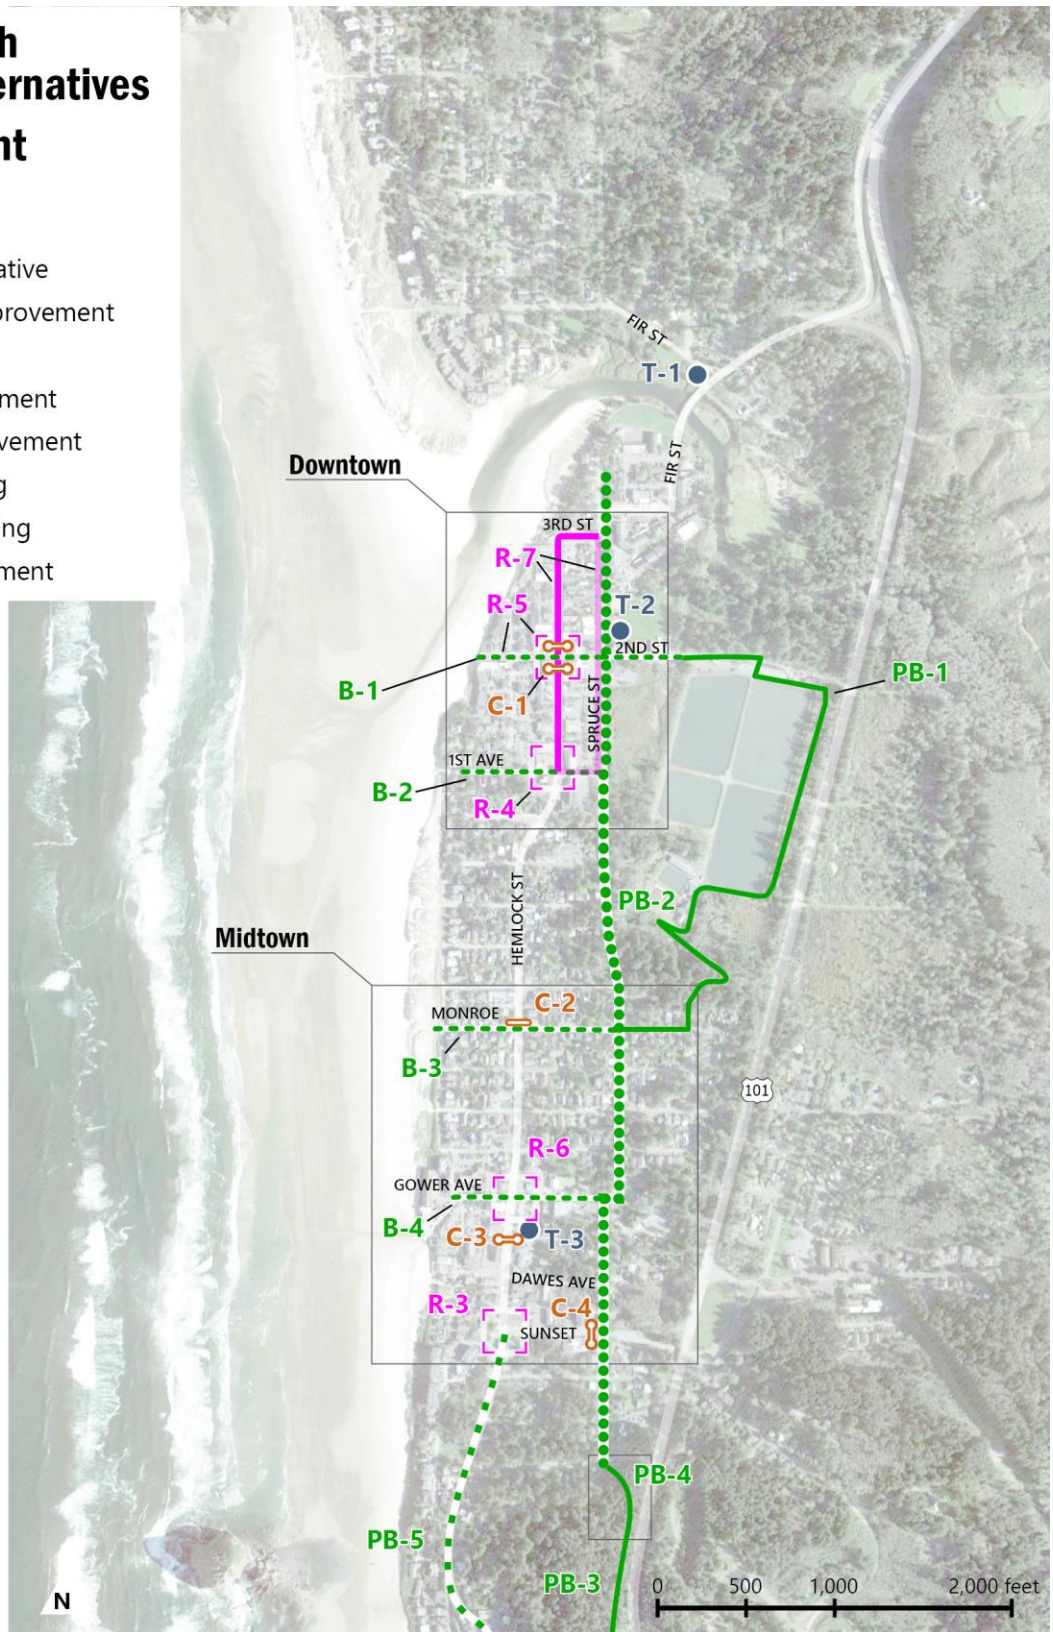 h
ernatives
nt
ative
provement
ment
vement
g
ing
ment
FIR ST
T-1
FIR ST
Downtown
3RD ST
R-7
R-5
T-2
2ND ST
B-1
PB-1
C-1
SPRUCE ST
1ST AVE
B-2
R-4
HEMLOCK ST
PB-2
Midtown
C-2
MONROE
B-3
101
R-6
GOWER AVE
B-4
C-3
T-3
DAWES AVE
R-3
C-4
SUNSET
PB-4
PB-5
PB-3
0 500 1,000 2,000 feet
N